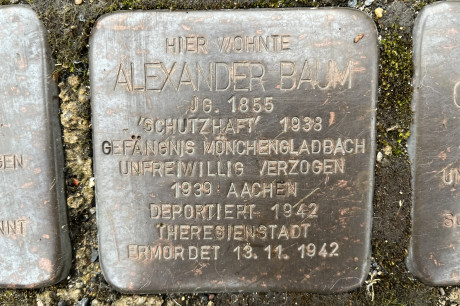 HIER WOHNTE
ALEXANDER BAUM
JG. 1855
'SCHUTZHAFT' 1938
GEFÄNGNIS MÖNCHENGLADBACH
UNFREIWILLIG VERZOGEN
1939 AACHEN
DEPORTIERT 1942
THERESIENSTADT
ERMORDET 13.11.1942